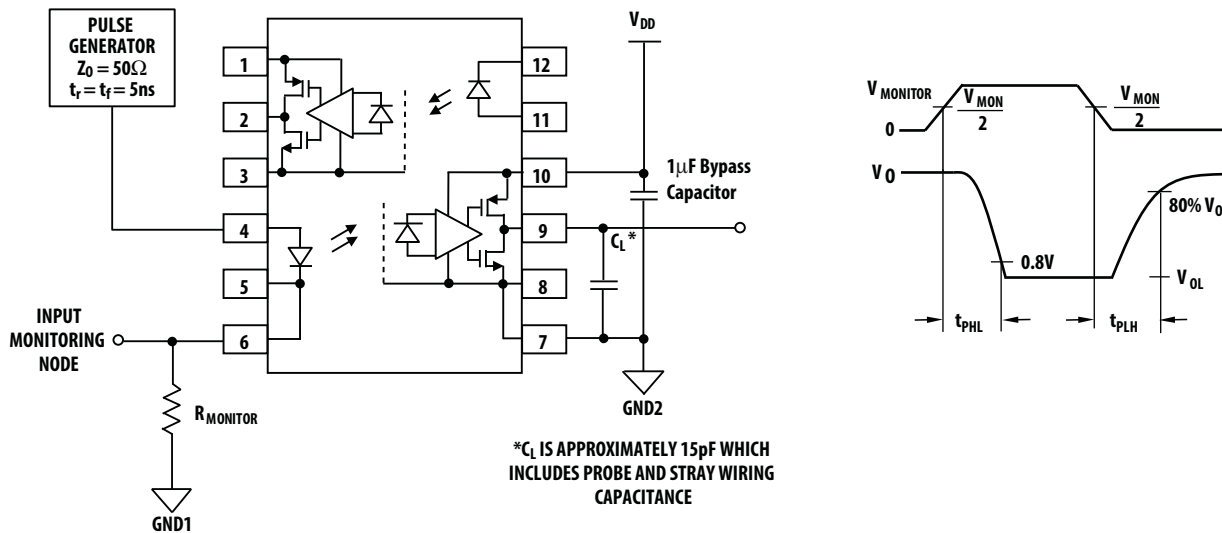 PULSE
GENERATOR
Z0 = 50Ω
tr = tf = 5ns
1
2
3
4
5
6
12
11
10
9
8
7
VDD
1μF Bypass
Capacitor
CL*
INPUT
MONITORING
NODE
RMONITOR
GND1
GND2
*CL IS APPROXIMATELY 15pF WHICH
INCLUDES PROBE AND STRAY WIRING
CAPACITANCE
V MONITOR
VMON
2
VMON
2
0
VO
80% VO
0.8V
VOL
tPHL
tPLH